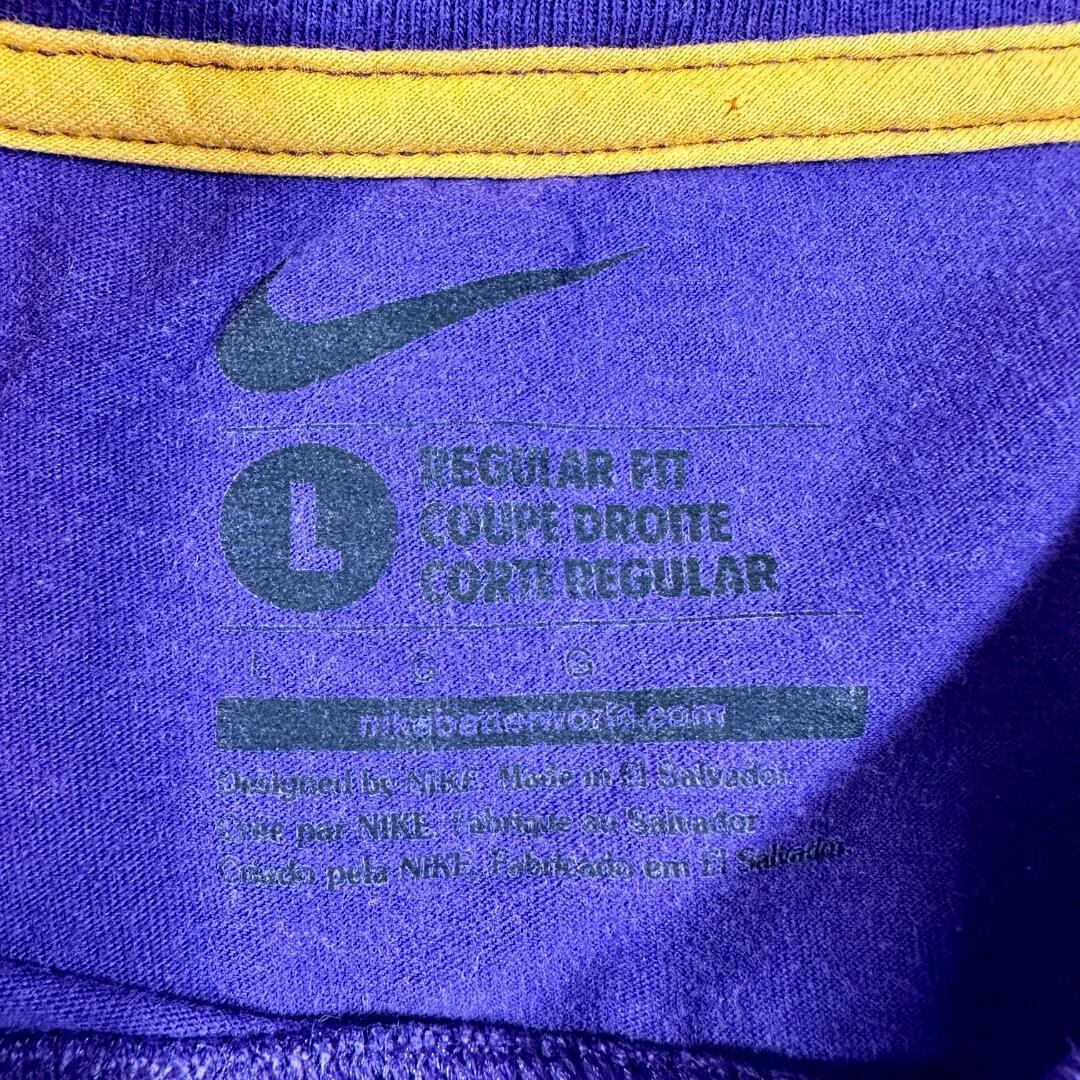 L
REGULAR FIT
COUPE DROITE
CORTE REGULAR
L G G
nikebetterworld.com
Designed by NIKE. Made in El Salvador
Crée par NIKE. Fabriqué au Salvador
Criado pela NIKE. Fabricado em El Salvador